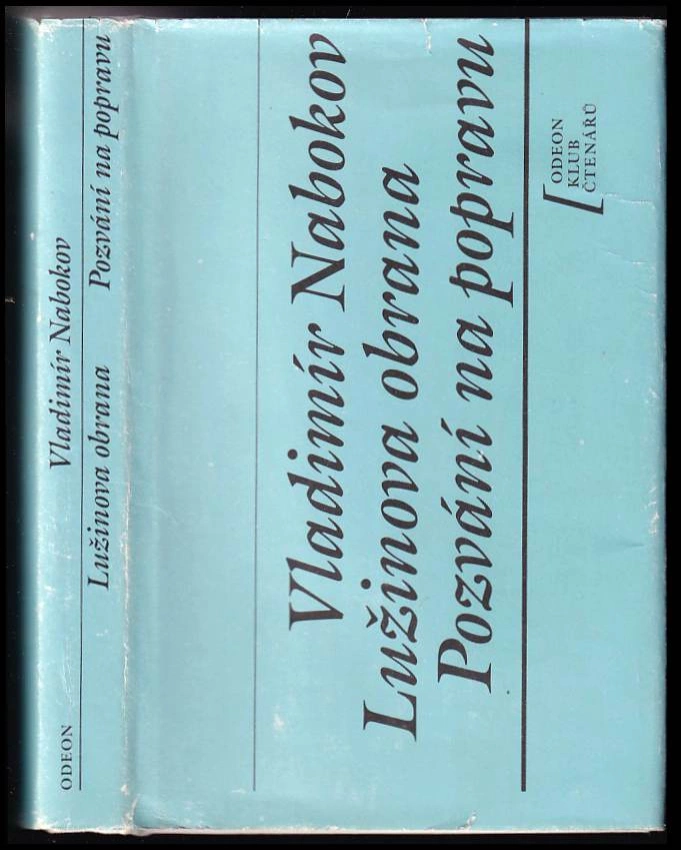 ODEON
Vladimír Nabokov
Lužinova obrana Pozvání na popravu
Vladimír Nabokov
Lužinova obrana
Pozvání na popravu
ODEON
KLUB
ČTENÁŘŮ